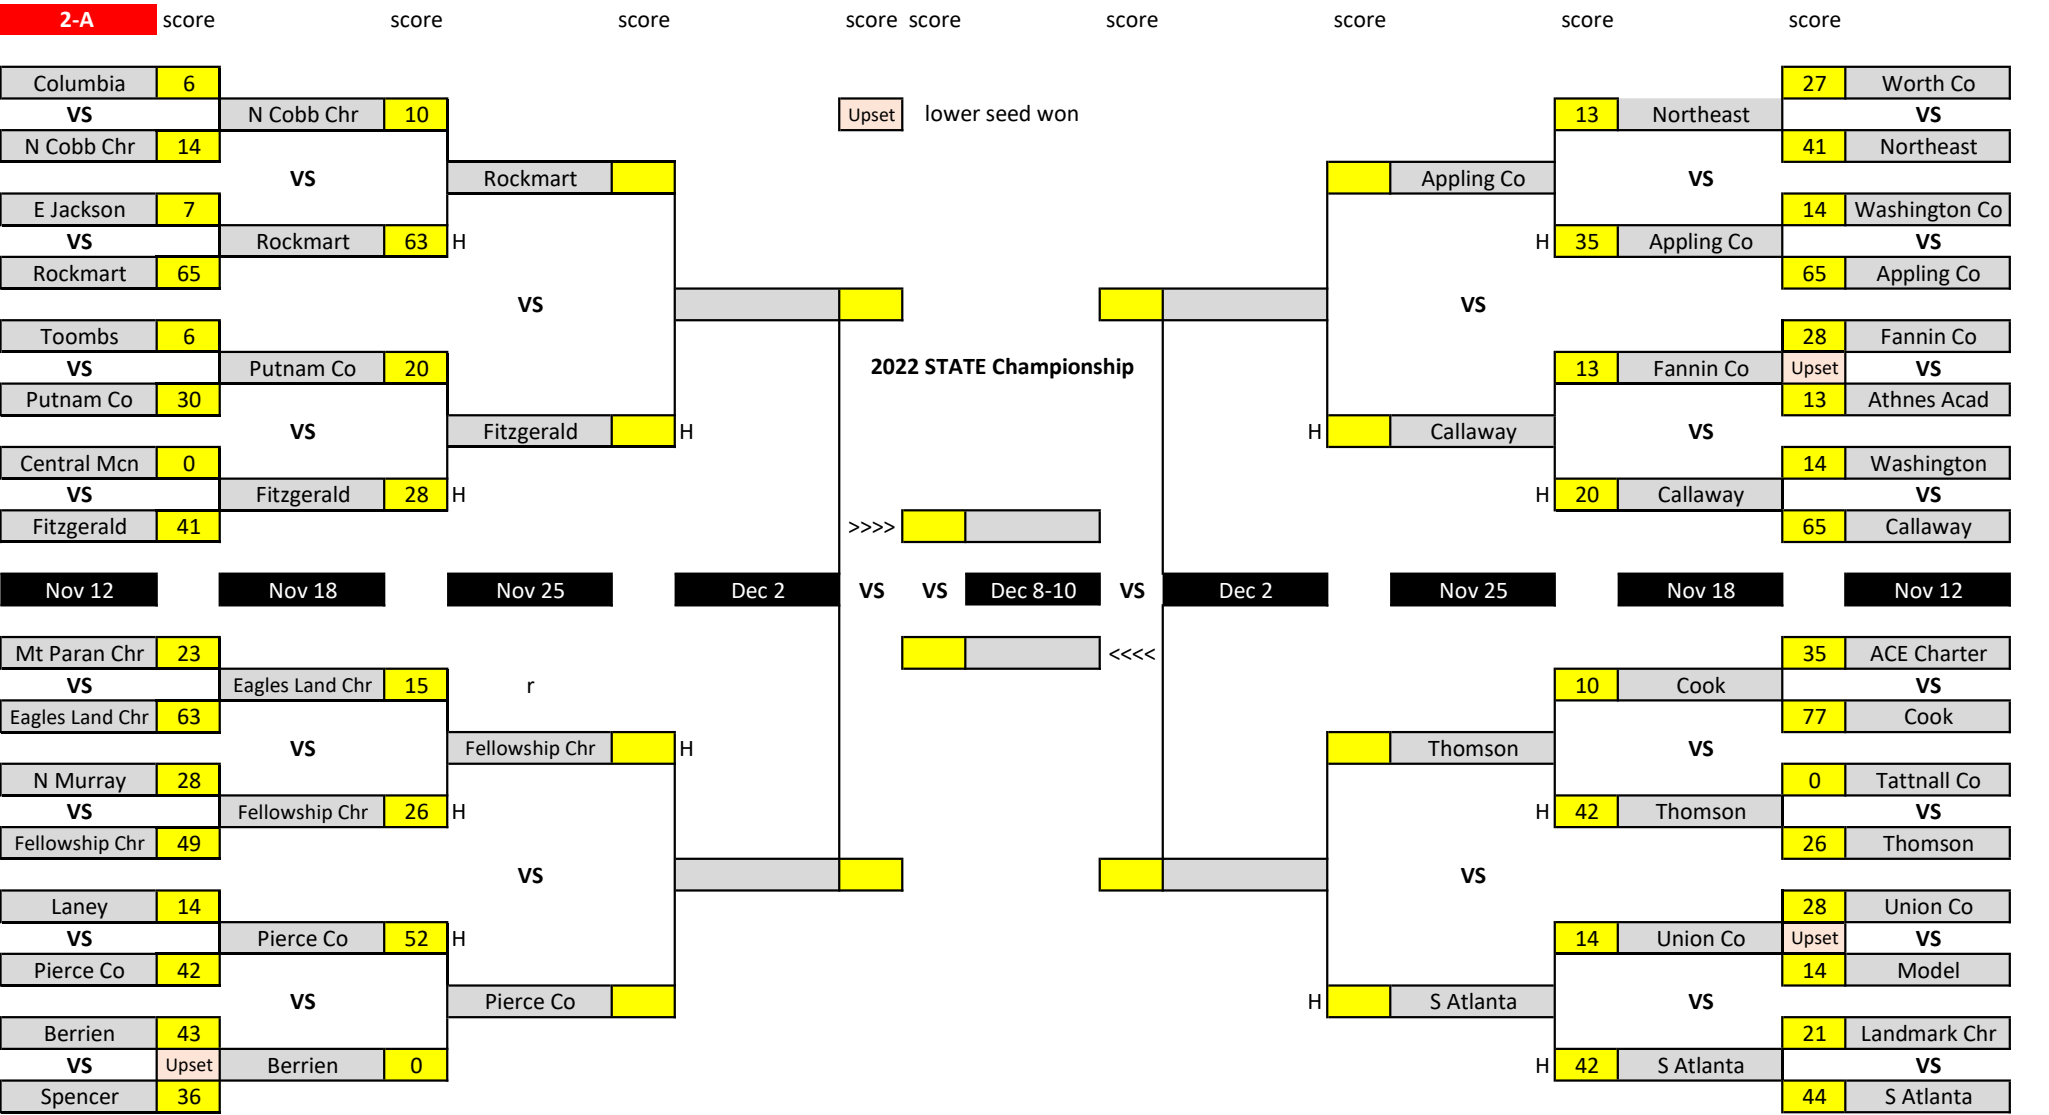 2-A score score score score score score score score score
Columbia 6 27 Worth Co
VS N Cobb Chr 10 Upset lower seed won 13 Northeast VS
N Cobb Chr 14 41 Northeast
VS Rockmart Appling Co VS
E Jackson 7 14 Washington Co
VS Rockmart 63 H H 35 Appling Co VS
Rockmart 65 65 Appling Co
VS VS
Toombs 6 28 Fannin Co
VS Putnam Co 20 2022 STATE Championship 13 Fannin Co Upset VS
Putnam Co 30 13 Athnes Acad
VS Fitzgerald H H Callaway VS
Central Mcn 0 14 Washington
VS Fitzgerald 28 H H 20 Callaway VS
Fitzgerald 41 >>>> 65 Callaway
Nov 12 Nov 18 Nov 25 Dec 2 VS VS Dec 8-10 VS Dec 2 Nov 25 Nov 18 Nov 12
Mt Paran Chr 23 <<<< 35 ACE Charter
VS Eagles Land Chr 15 r 10 Cook VS
Eagles Land Chr 63 77 Cook
VS Fellowship Chr H Thomson VS
N Murray 28 0 Tattnall Co
VS Fellowship Chr 26 H H 42 Thomson VS
Fellowship Chr 49 26 Thomson
VS VS
Laney 14 28 Union Co
VS Pierce Co 52 H 14 Union Co Upset VS
Pierce Co 42 14 Model
VS Pierce Co H S Atlanta VS
Berrien 43 21 Landmark Chr
VS Upset Berrien 0 H 42 S Atlanta VS
Spencer 36 44 S Atlanta